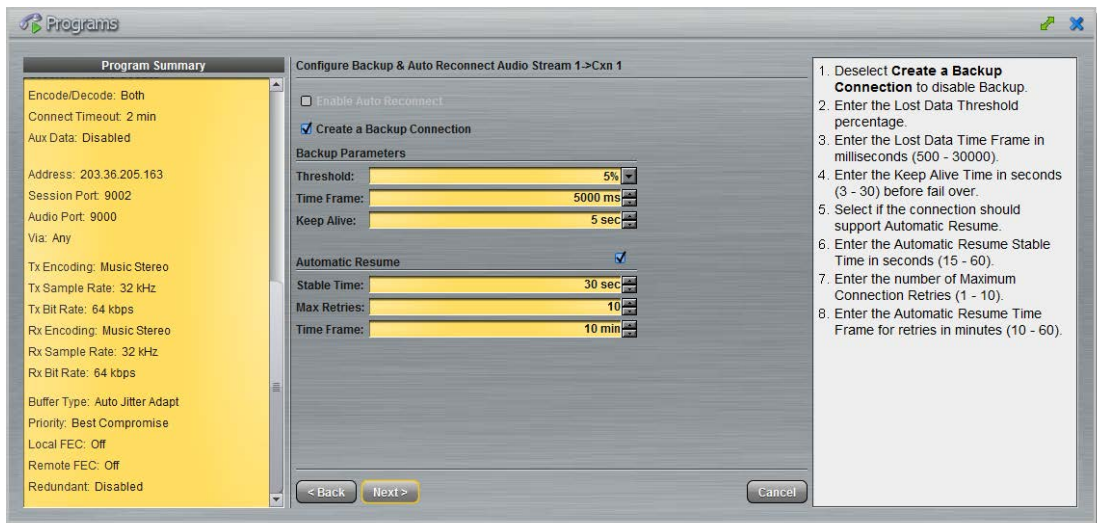 Programs
Program Summary
Encode/Decode: Both
Connect Timeout: 2 min
Aux Data: Disabled
Address: 203.36.205.163
Session Port: 9002
Audio Port: 9000
Via: Any
Tx Encoding: Music Stereo
Tx Sample Rate: 32 kHz
Tx Bit Rate: 64 kbps
Rx Encoding: Music Stereo
Rx Sample Rate: 32 kHz
Rx Bit Rate: 64 kbps
Buffer Type: Auto Jitter Adapt
Priority: Best Compromise
Local FEC: Off
Remote FEC: Off
Redundant: Disabled
Configure Backup & Auto Reconnect Audio Stream 1->Cxn 1
Enable Auto Reconnect
Create a Backup Connection
Backup Parameters
Threshold: 5%
Time Frame: 5000 ms
Keep Alive: 5 sec
Automatic Resume
Stable Time: 30 sec
Max Retries: 10
Time Frame: 10 min
< Back Next > Cancel
1. Deselect Create a Backup
Connection to disable Backup.
2. Enter the Lost Data Threshold
percentage.
3. Enter the Lost Data Time Frame in
milliseconds (500 - 30000).
4. Enter the Keep Alive Time in seconds
(3 - 30) before fail over.
5. Select if the connection should
support Automatic Resume.
6. Enter the Automatic Resume Stable
Time in seconds (15 - 60).
7. Enter the number of Maximum
Connection Retries (1 - 10).
8. Enter the Automatic Resume Time
Frame for retries in minutes (10 - 60).